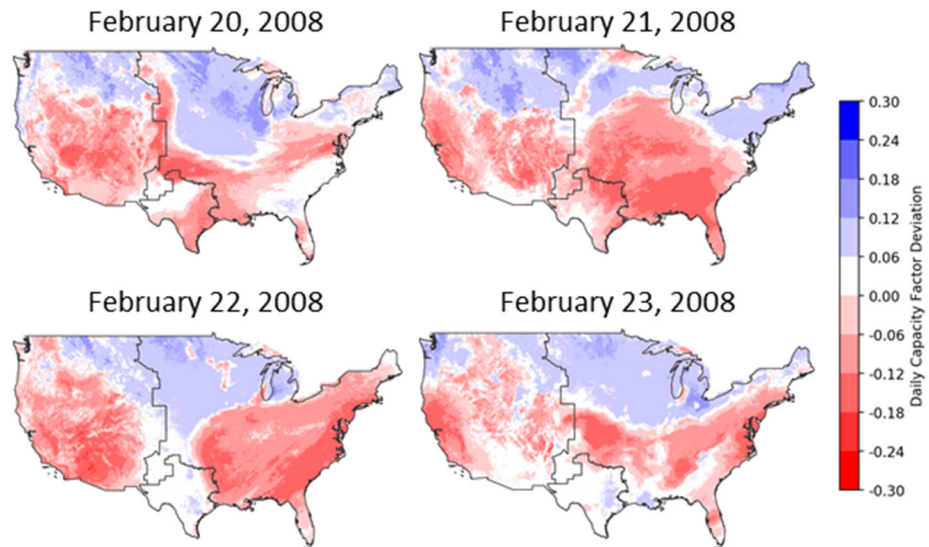 February 20, 2008
February 21, 2008
February 22, 2008
February 23, 2008
0.30
0.24
0.18
0.12
0.06
0.00
-0.06
-0.12
-0.18
-0.24
-0.30
Daily Capacity Factor Deviation